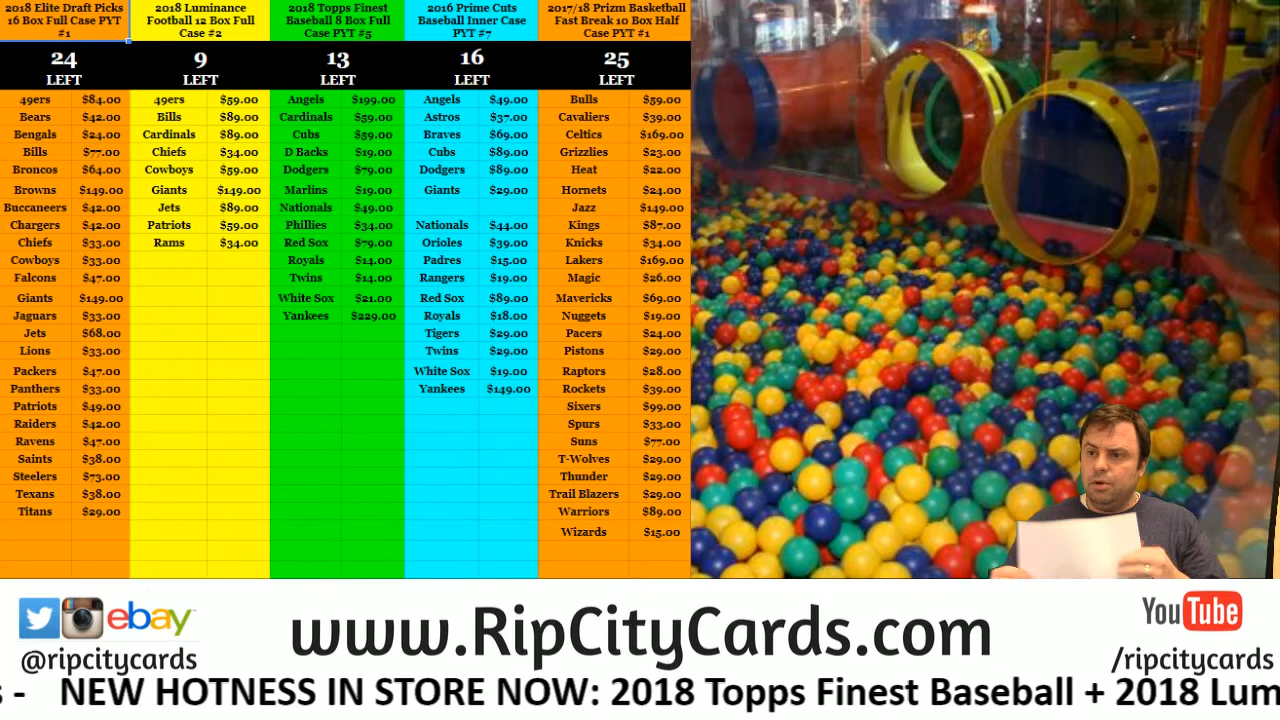 2018 Elite Draft Picks
16 Box Full Case PYT
#1
24
LEFT
49ers $84.00
Bears $42.00
Bengals $24.00
Bills $77.00
Broncos $64.00
Browns $149.00
Buccaneers $42.00
Chargers $42.00
Chiefs $33.00
Cowboys $33.00
Falcons $47.00
Giants $149.00
Jaguars $33.00
Jets $68.00
Lions $33.00
Packers $47.00
Panthers $33.00
Patriots $49.00
Raiders $42.00
Ravens $47.00
Saints $38.00
Steelers $73.00
Texans $38.00
Titans $29.00
2018 Luminance
Football 12 Box Full
Case #2
9
LEFT
49ers $59.00
Bills $89.00
Cardinals $89.00
Chiefs $34.00
Cowboys $59.00
Giants $149.00
Jets $89.00
Patriots $59.00
Rams $34.00
2018 Topps Finest
Baseball 8 Box Full
Case PYT #5
13
LEFT
Angels $199.00
Cardinals $59.00
Cubs $59.00
D Backs $19.00
Dodgers $79.00
Marlins $19.00
Nationals $49.00
Phillies $34.00
Red Sox $79.00
Royals $14.00
Twins $14.00
White Sox $21.00
Yankees $229.00
2016 Prime Cuts
Baseball Inner Case
PYT #7
16
LEFT
Angels $49.00
Astros $37.00
Braves $69.00
Cubs $89.00
Dodgers $89.00
Giants $29.00
Nationals $44.00
Orioles $39.00
Padres $15.00
Rangers $19.00
Red Sox $89.00
Royals $18.00
Tigers $29.00
Twins $29.00
White Sox $19.00
Yankees $149.00
2017/18 Prizm Basketball
Fast Break 10 Box Half
Case PYT #1
25
LEFT
Bulls $59.00
Cavaliers $39.00
Celtics $169.00
Grizzlies $23.00
Heat $22.00
Hornets $24.00
Jazz $149.00
Kings $87.00
Knicks $34.00
Lakers $169.00
Magic $26.00
Mavericks $69.00
Nuggets $19.00
Pacers $24.00
Pistons $29.00
Raptors $28.00
Rockets $39.00
Sixers $99.00
Spurs $33.00
Suns $77.00
T-Wolves $29.00
Thunder $29.00
Trail Blazers $29.00
Warriors $89.00
Wizards $15.00
ebay
@ripcitycards
www.RipCityCards.com
YouTube
/ripcitycards
s - NEW HOTNESS IN STORE NOW: 2018 Topps Finest Baseball + 2018 Lum